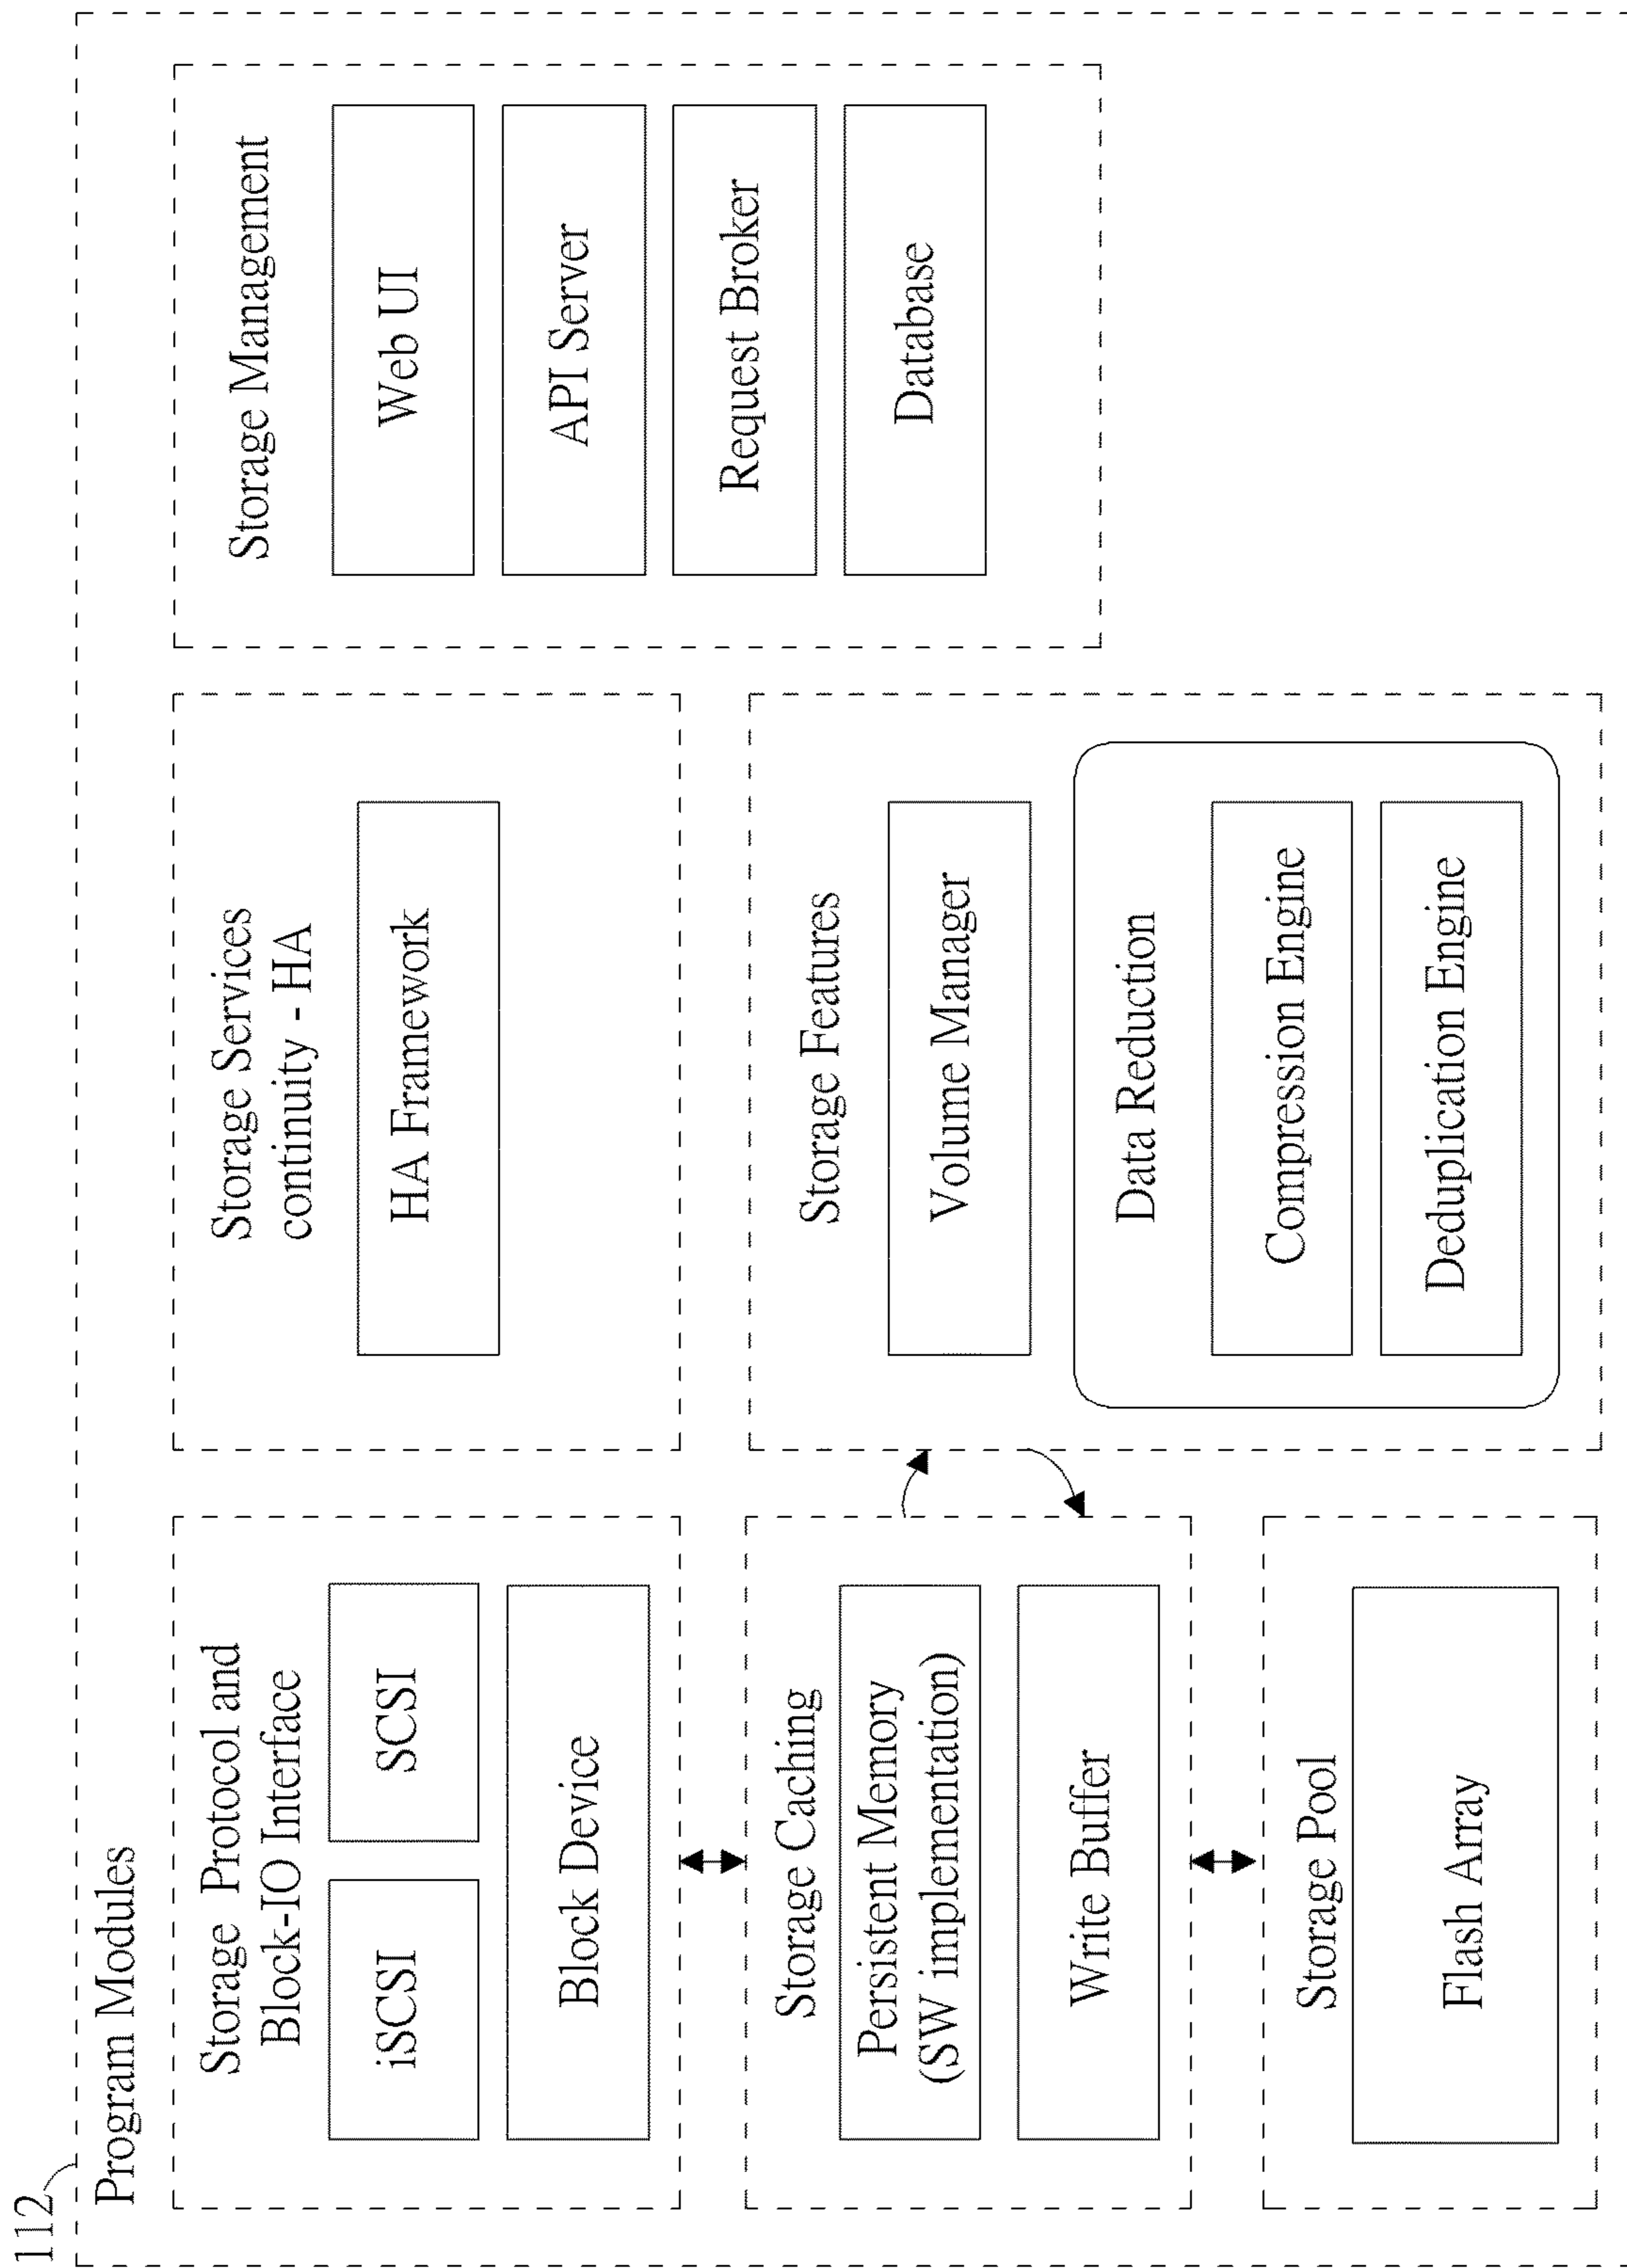 112
Program Modules
Storage Protocol and
Block-IO Interface
iSCSI
SCSI
Block Device
Storage Caching
Persistent Memory
(SW implementation)
Write Buffer
Storage Pool
Flash Array
Storage Services
continuity - HA
HA Framework
Storage Features
Volume Manager
Data Reduction
Compression Engine
Deduplication Engine
Storage Management
Web UI
API Server
Request Broker
Database